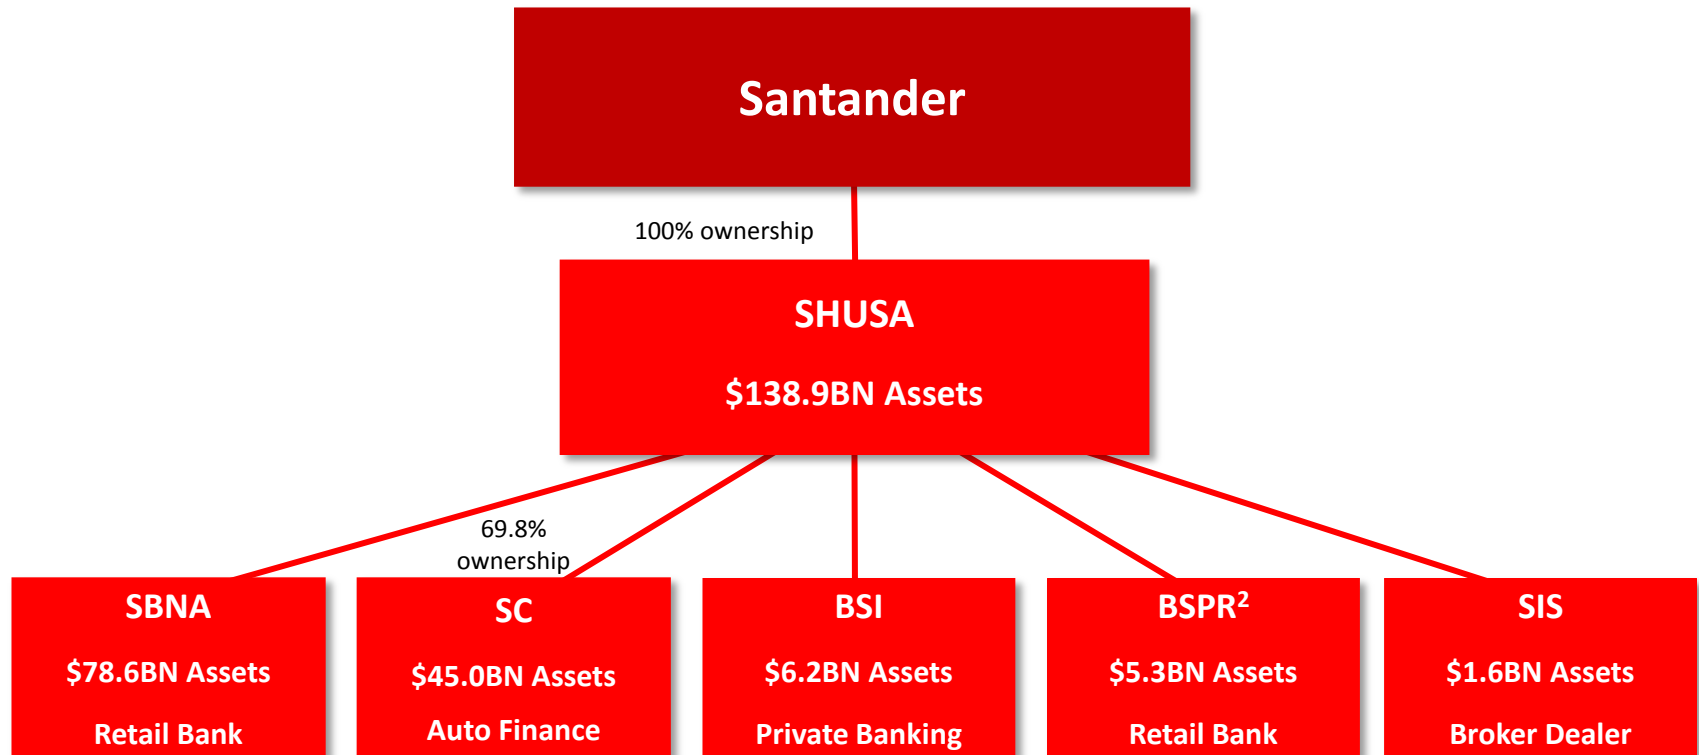 Santander
100% ownership
SHUSA
$138.9BN Assets
69.8%
ownership
SBNA
$78.6BN Assets
Retail Bank
SC
$45.0BN Assets
Auto Finance
BSI
$6.2BN Assets
Private Banking
BSPR²
$5.3BN Assets
Retail Bank
SIS
$1.6BN Assets
Broker Dealer